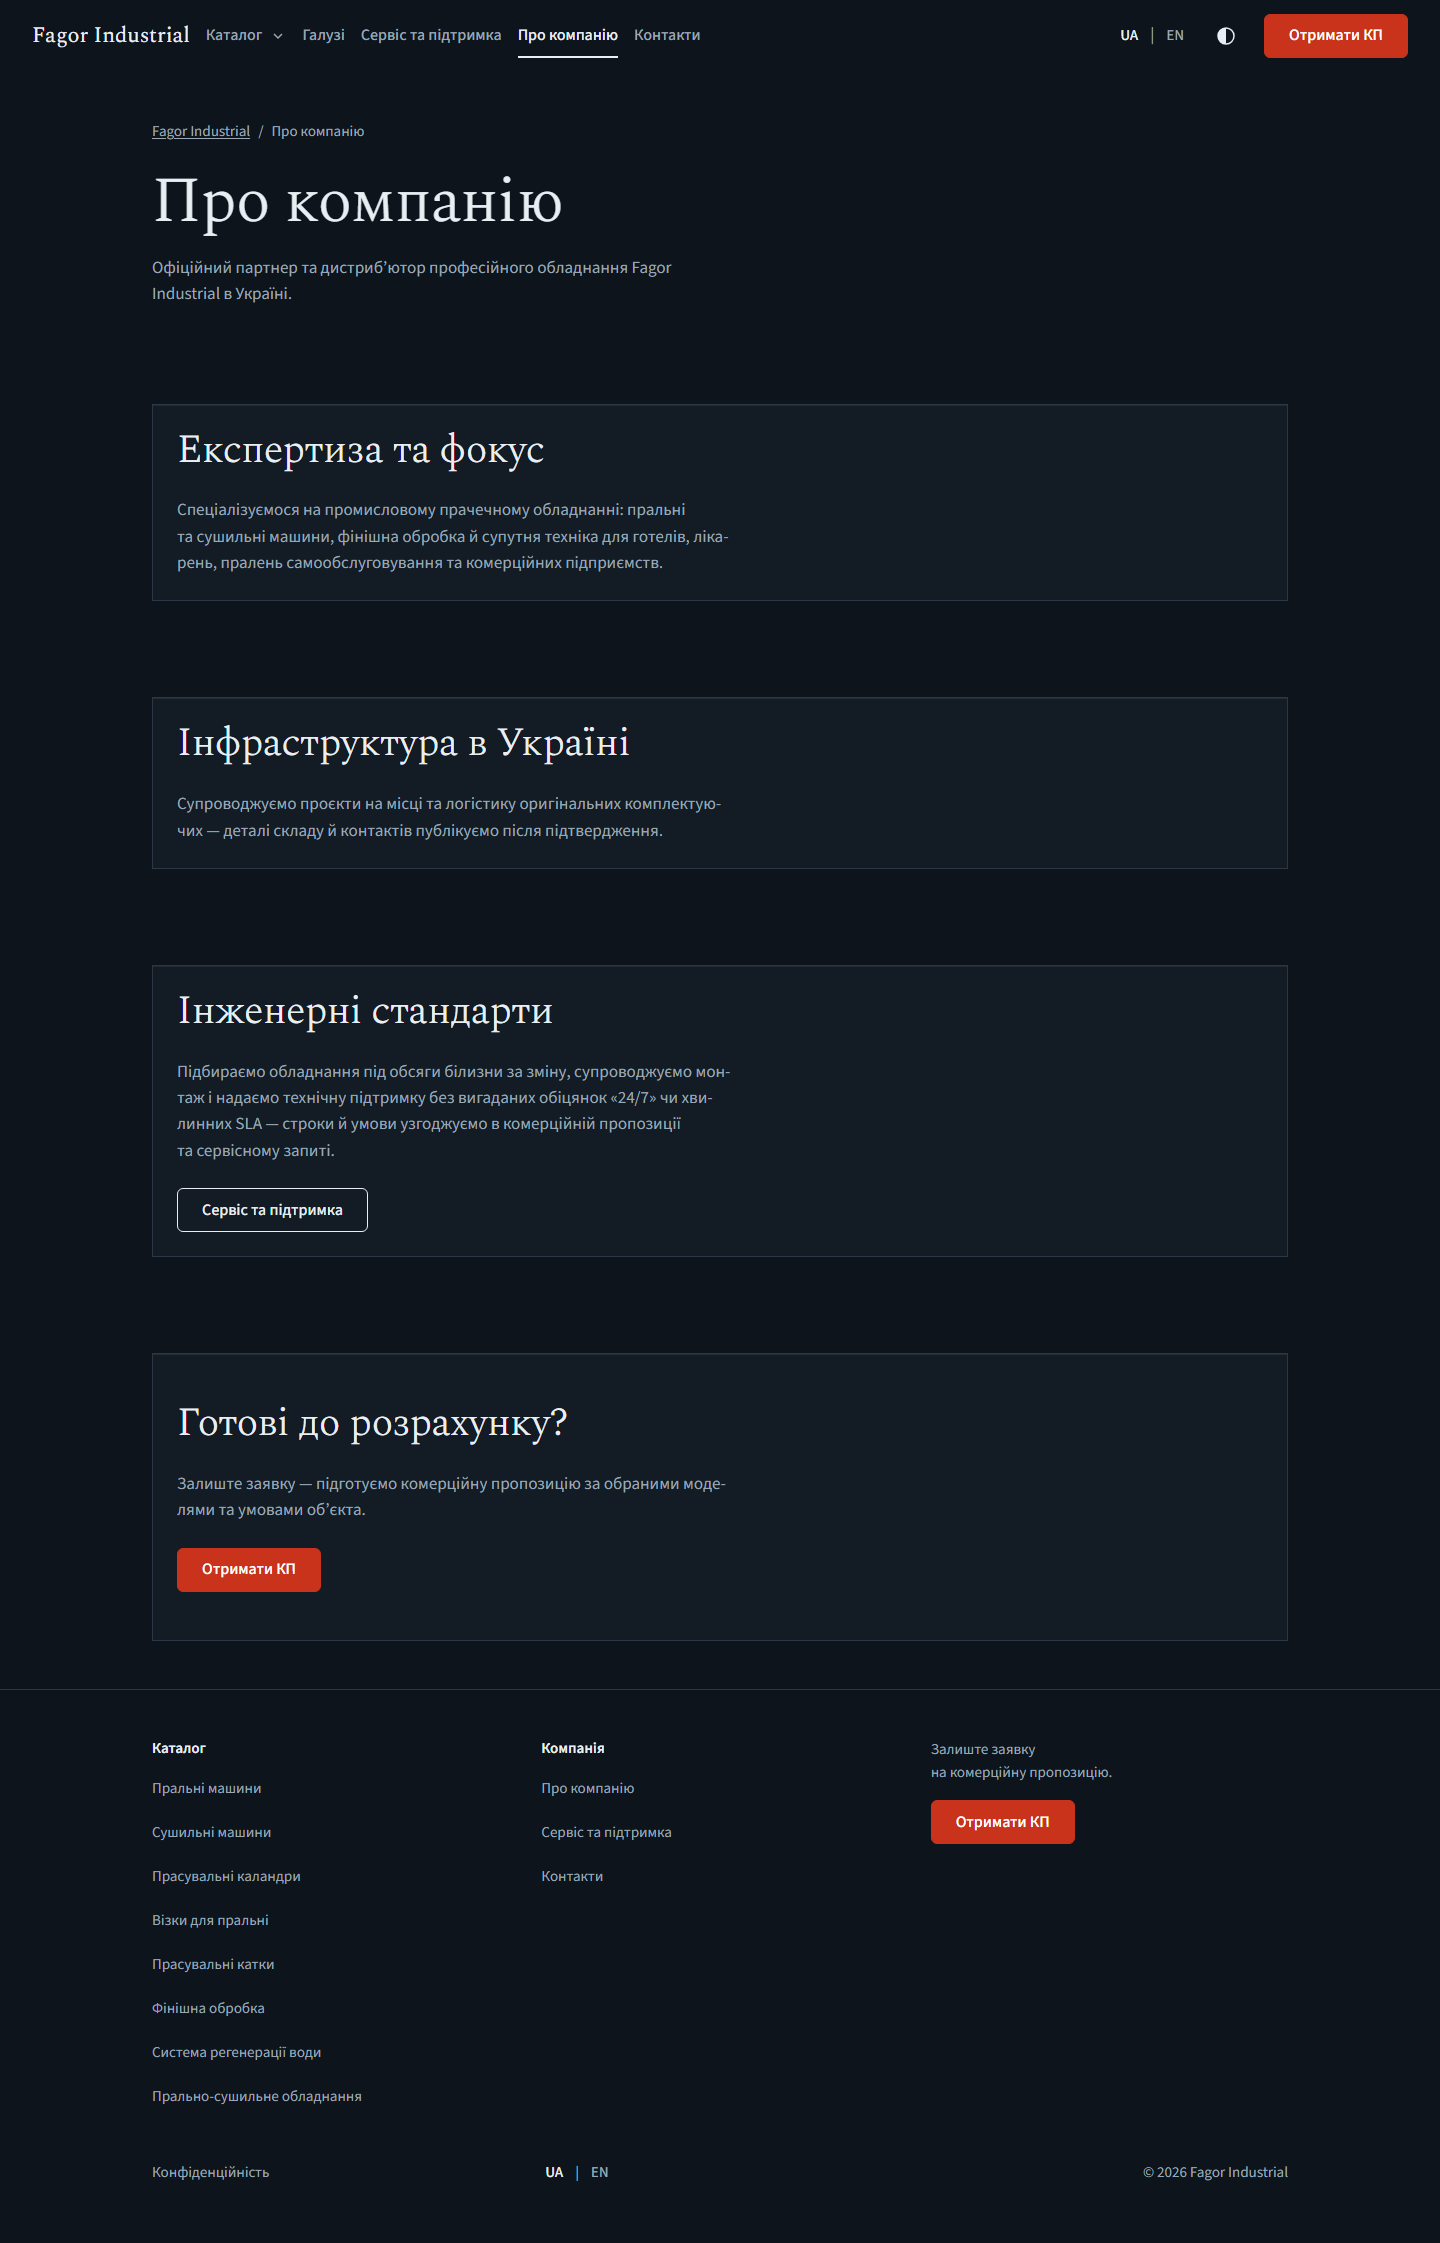 Fagor Industrial Каталог Галузі Сервіс та підтримка Про компанію Контакти UA | EN Отримати КП
Fagor Industrial / Про компанію
Про компанію
Офіційний партнер та дистриб’ютор професійного обладнання Fagor
Industrial в Україні.
Експертиза та фокус
Спеціалізуємося на промисловому прачечному обладнанні: пральні
та сушильні машини, фінішна обробка й супутня техніка для готелів, ліка-
рень, пралень самообслуговування та комерційних підприємств.
Інфраструктура в Україні
Супроводжуємо проєкти на місці та логістику оригінальних комплектую-
чих — деталі складу й контактів публікуємо після підтвердження.
Інженерні стандарти
Підбираємо обладнання під обсяги білизни за зміну, супроводжуємо мон-
таж і надаємо технічну підтримку без вигаданих обіцянок «24/7» чи хви-
линних SLA — строки й умови узгоджуємо в комерційній пропозиції
та сервісному запиті.
Сервіс та підтримка
Готові до розрахунку?
Залиште заявку — підготуємо комерційну пропозицію за обраними моде-
лями та умовами об’єкта.
Отримати КП
Каталог
Пральні машини
Сушильні машини
Прасувальні каландри
Візки для пральні
Прасувальні катки
Фінішна обробка
Система регенерації води
Прально-сушильне обладнання
Компанія
Про компанію
Сервіс та підтримка
Контакти
Залиште заявку
на комерційну пропозицію.
Отримати КП
Конфіденційність UA | EN © 2026 Fagor Industrial